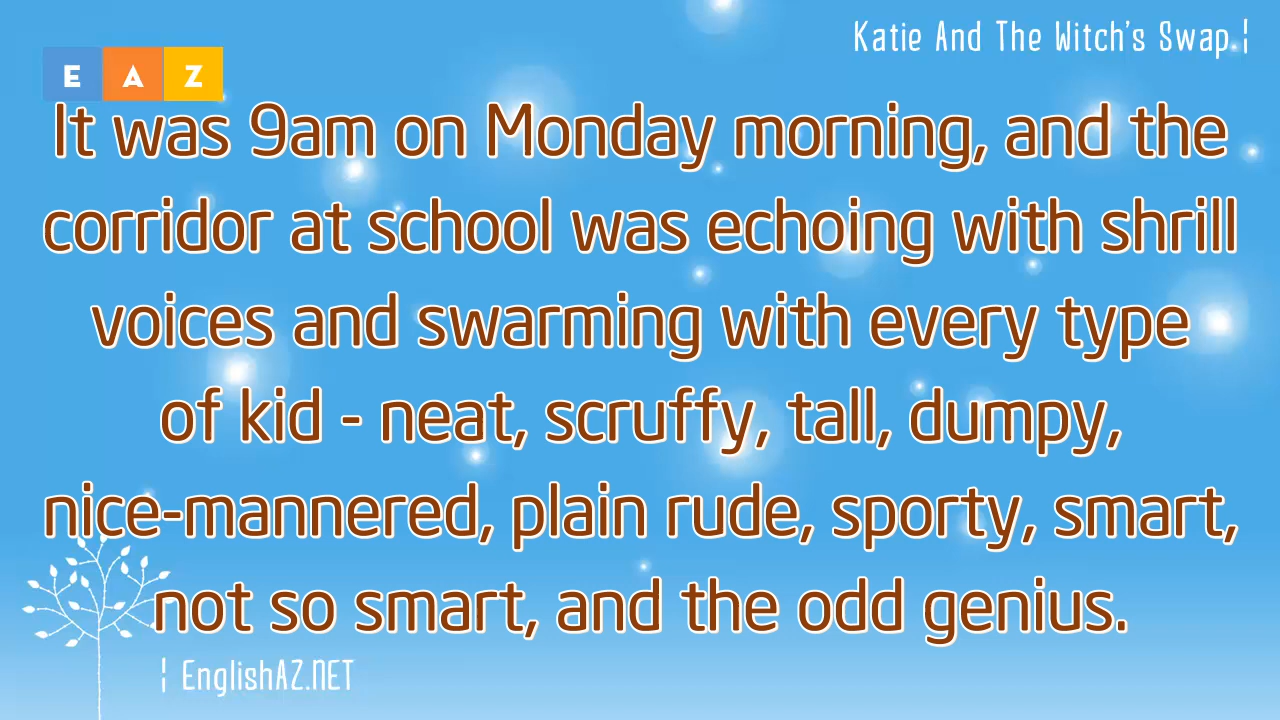 Katie And The Witch's Swap ¦
E A Z
It was 9am on Monday morning, and the
corridor at school was echoing with shrill
voices and swarming with every type
of kid - neat, scruffy, tall, dumpy,
nice-mannered, plain rude, sporty, smart,
not so smart, and the odd genius.
¦ EnglishAZ.NET